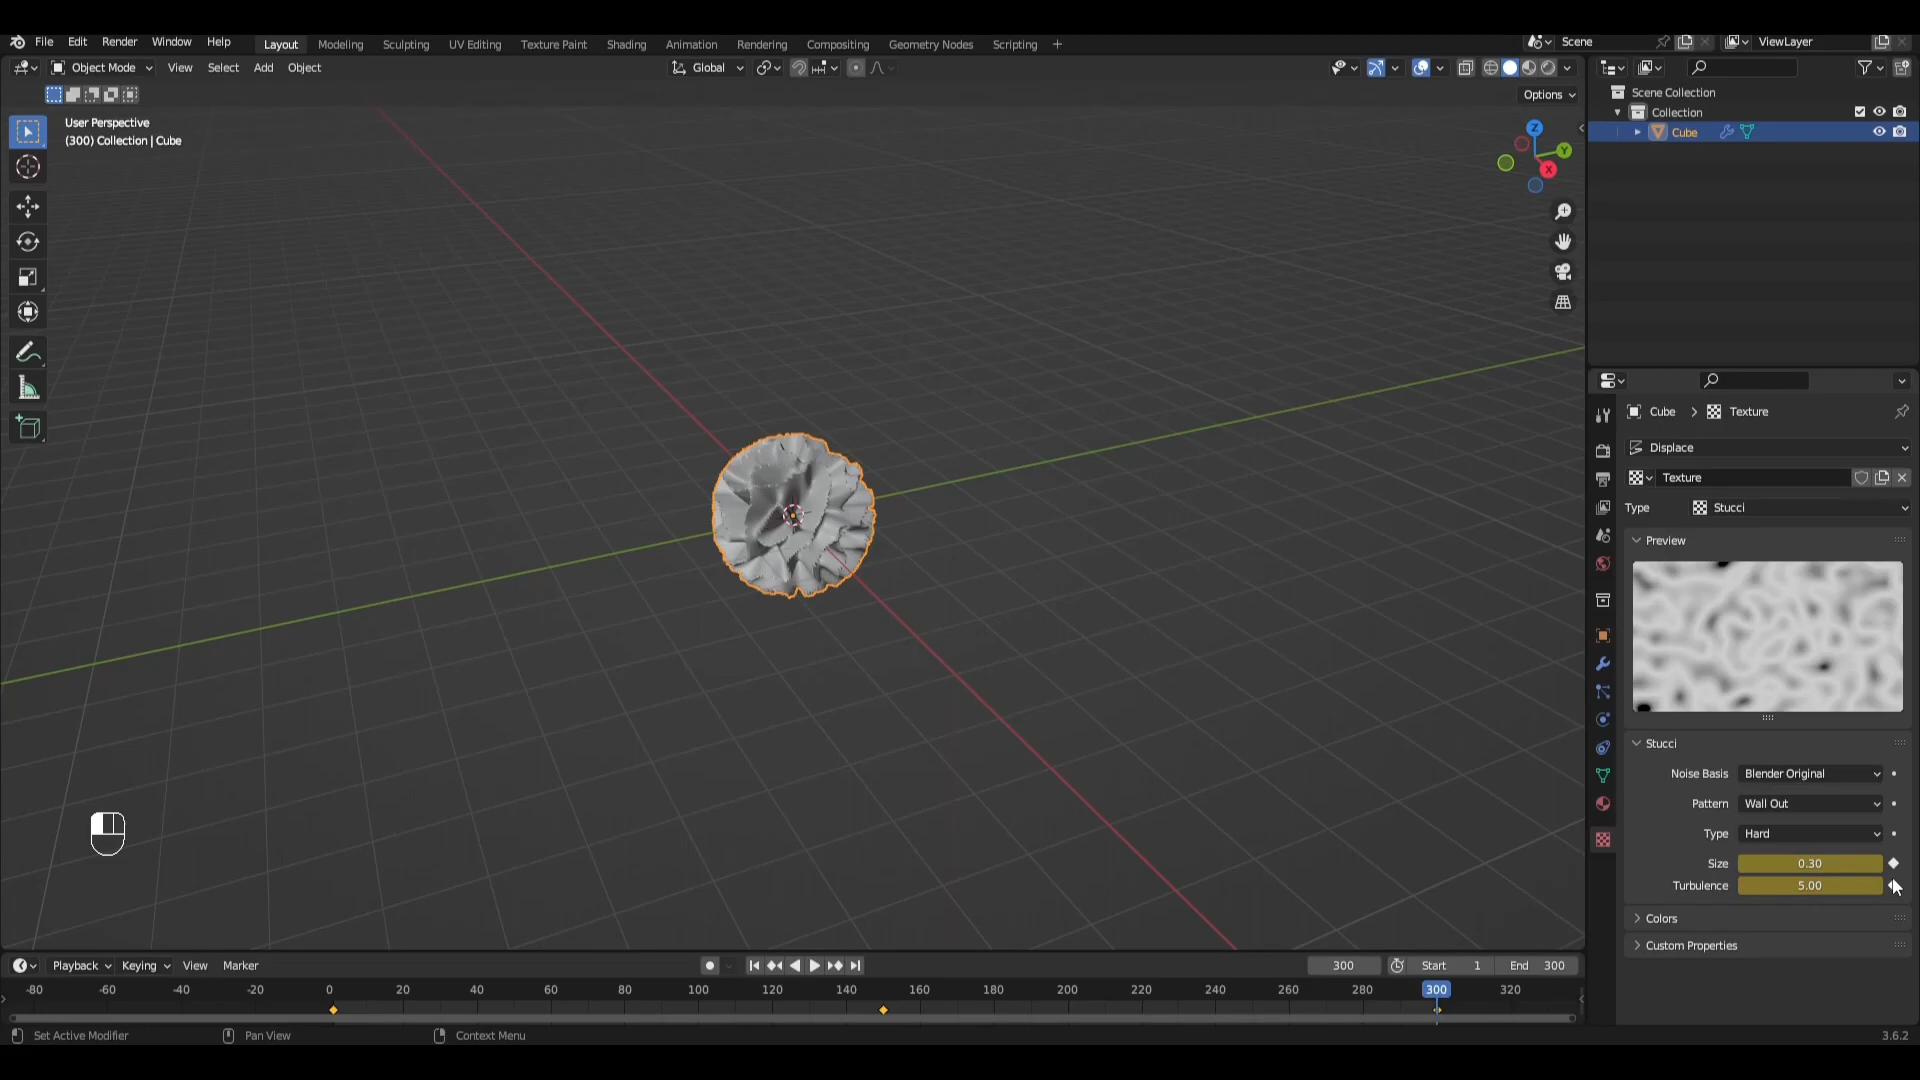 File Edit Render Window Help Layout Modeling Sculpting UV Editing Texture Paint Shading Animation Rendering Compositing Geometry Nodes Scripting + Scene ViewLayer
Object Mode View Select Add Object Global
Options
User Perspective
(300) Collection | Cube
Z
Y
X
Scene Collection
Collection
Cube
Cube > Texture
Displace
Texture
Type Stucci
Preview
Stucci
Noise Basis Blender Original
Pattern Wall Out
Type Hard
Size 0.30
Turbulence 5.00
Colors
Custom Properties
Playback Keying View Marker 300 Start 1 End 300
-80 -60 -40 -20 0 20 40 60 80 100 120 140 160 180 200 220 240 260 280 300 320
Set Active Modifier Pan View Context Menu 3.6.2